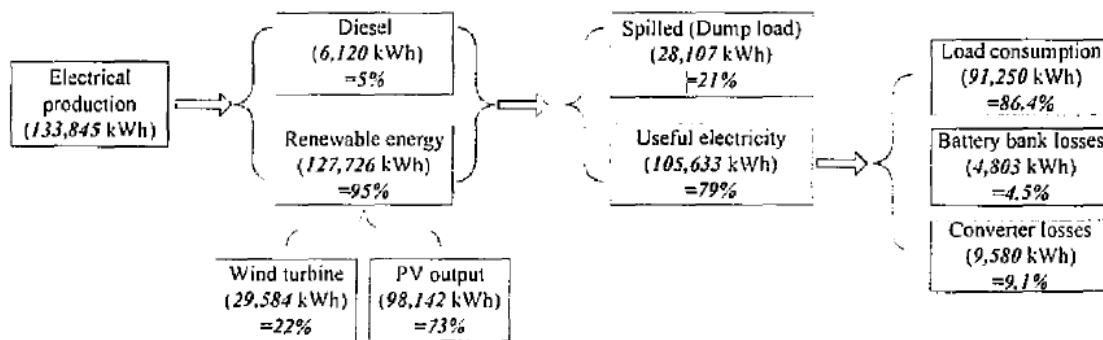 Electrical
production
(133,845 kWh)
Diesel
(6,120 kWh)
=5%
Renewable energy
(127,726 kWh)
=95%
Wind turbine
(29,584 kWh)
=22%
PV output
(98,142 kWh)
=73%
Spilled (Dump load)
(28,107 kWh)
=21%
Useful electricity
(105,633 kWh)
=79%
Load consumption
(91,250 kWh)
=86.4%
Battery bank losses
(4,803 kWh)
=4.5%
Converter losses
(9,580 kWh)
=9.1%